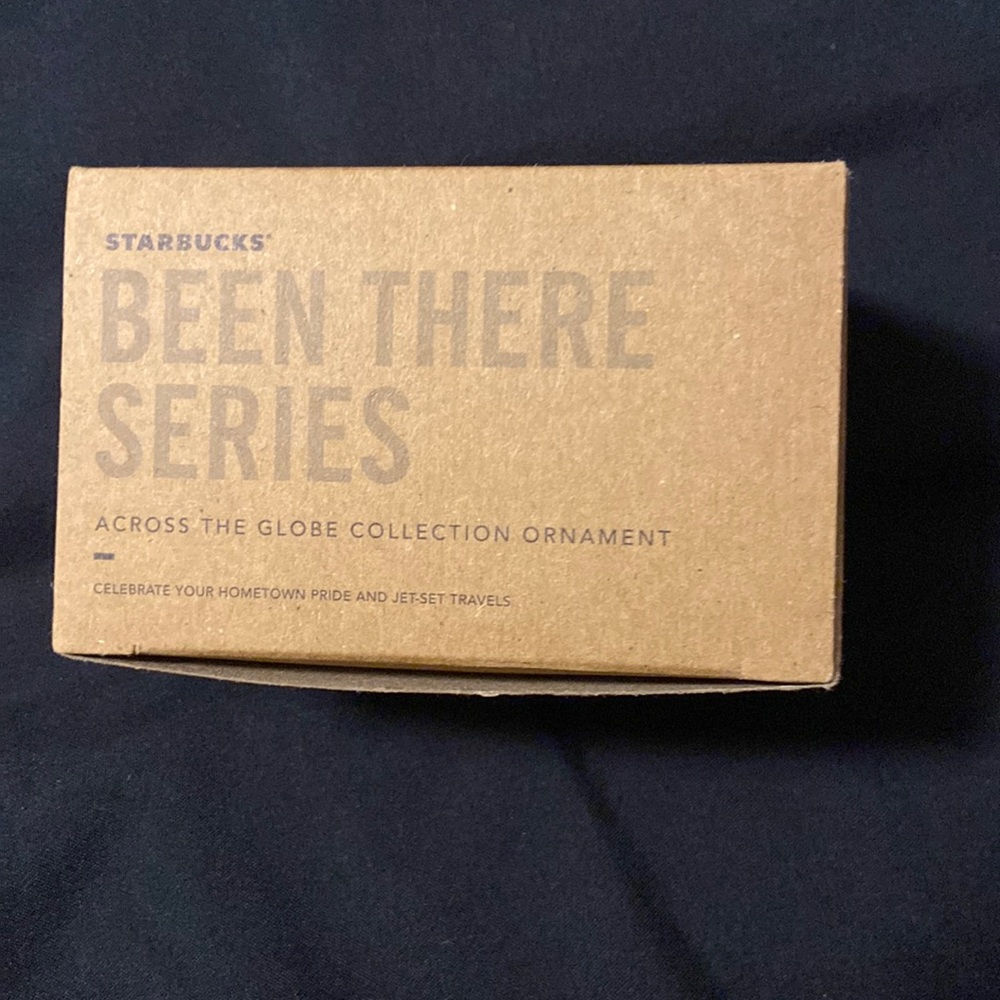 STARBUCKS®
BEEN THERE
SERIES
ACROSS THE GLOBE COLLECTION ORNAMENT
CELEBRATE YOUR HOMETOWN PRIDE AND JET-SET TRAVELS